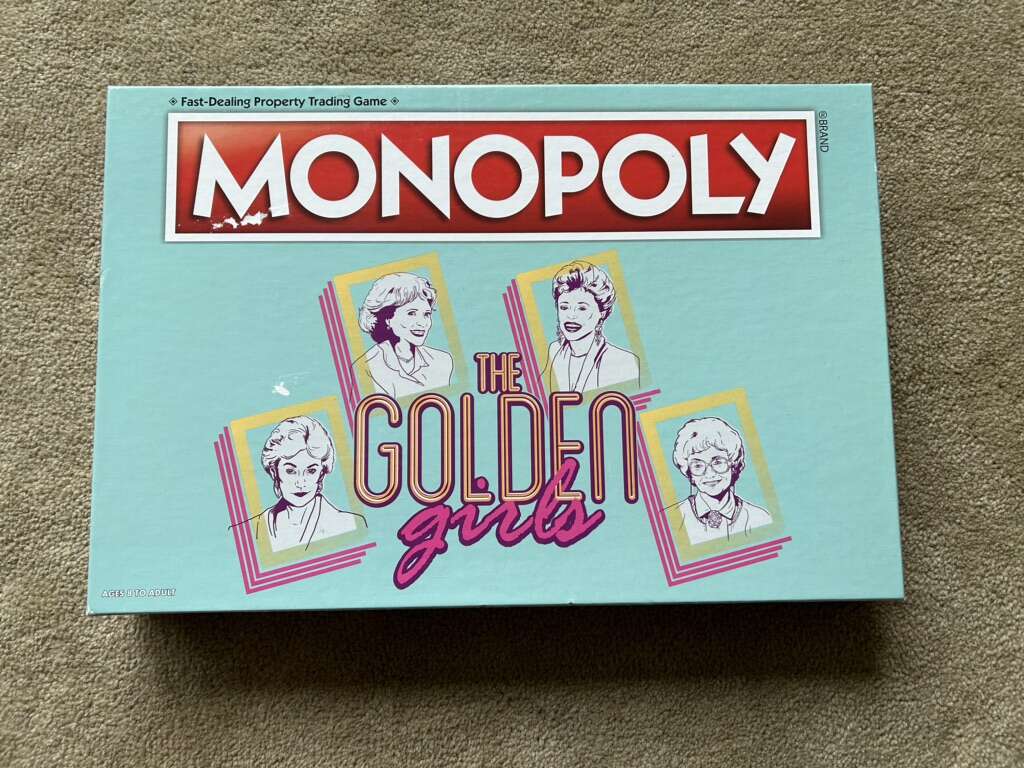 Fast-Dealing Property Trading Game
MONOPOLY
®BRAND
THE
GOLDEN
girls
AGES 8 TO ADULT